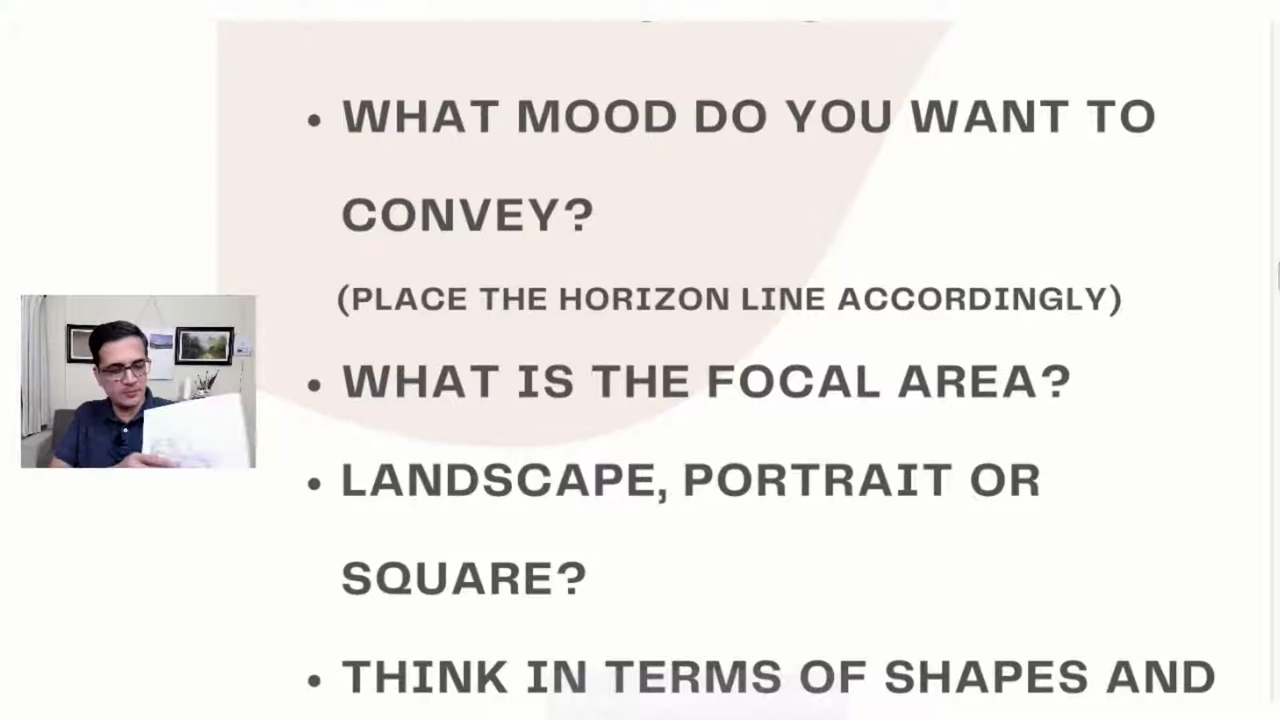 • WHAT MOOD DO YOU WANT TO
CONVEY?
(PLACE THE HORIZON LINE ACCORDINGLY)
• WHAT IS THE FOCAL AREA?
• LANDSCAPE, PORTRAIT OR
SQUARE?
• THINK IN TERMS OF SHAPES AND